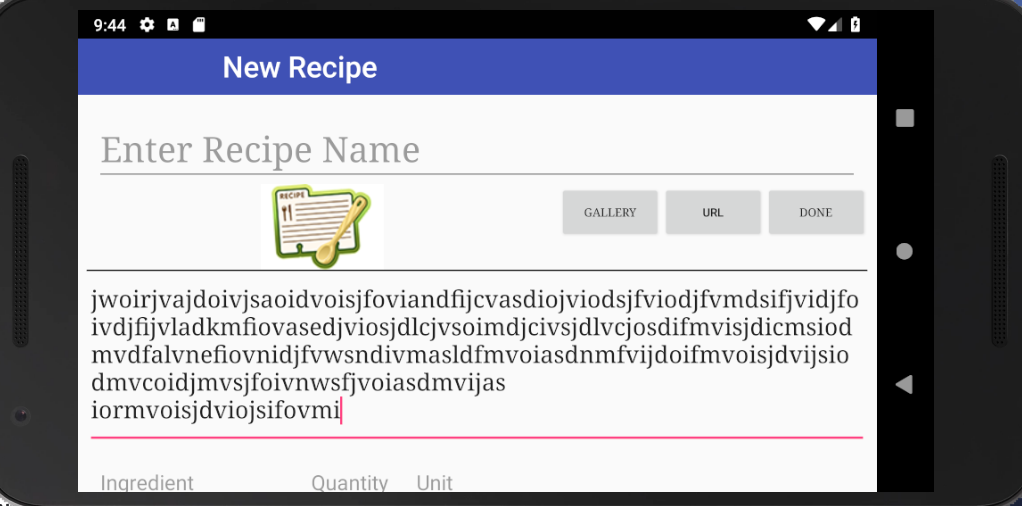 9:44
A
New Recipe
Enter Recipe Name
RECIPE
GALLERY URL DONE
jwoirjvajdoivjsaoidvoisjfoviandfijcvasdiojviodsjfviodjfvmdsifjvidjfo
ivdjfijvladkmfiovasedjviosjdlcjvsoimdjcivsjdlvcjosdifmvisjdicmsiod
mvdfalvnefiovnidjfvwsndivmasldfmvoiasdnmfvijdoifmvoisjdvijsio
dmvcoidjmvsjfoivnwsfjvoiasdmvijas
iormvoisjdviojsifovmi
Ingredient Quantity Unit